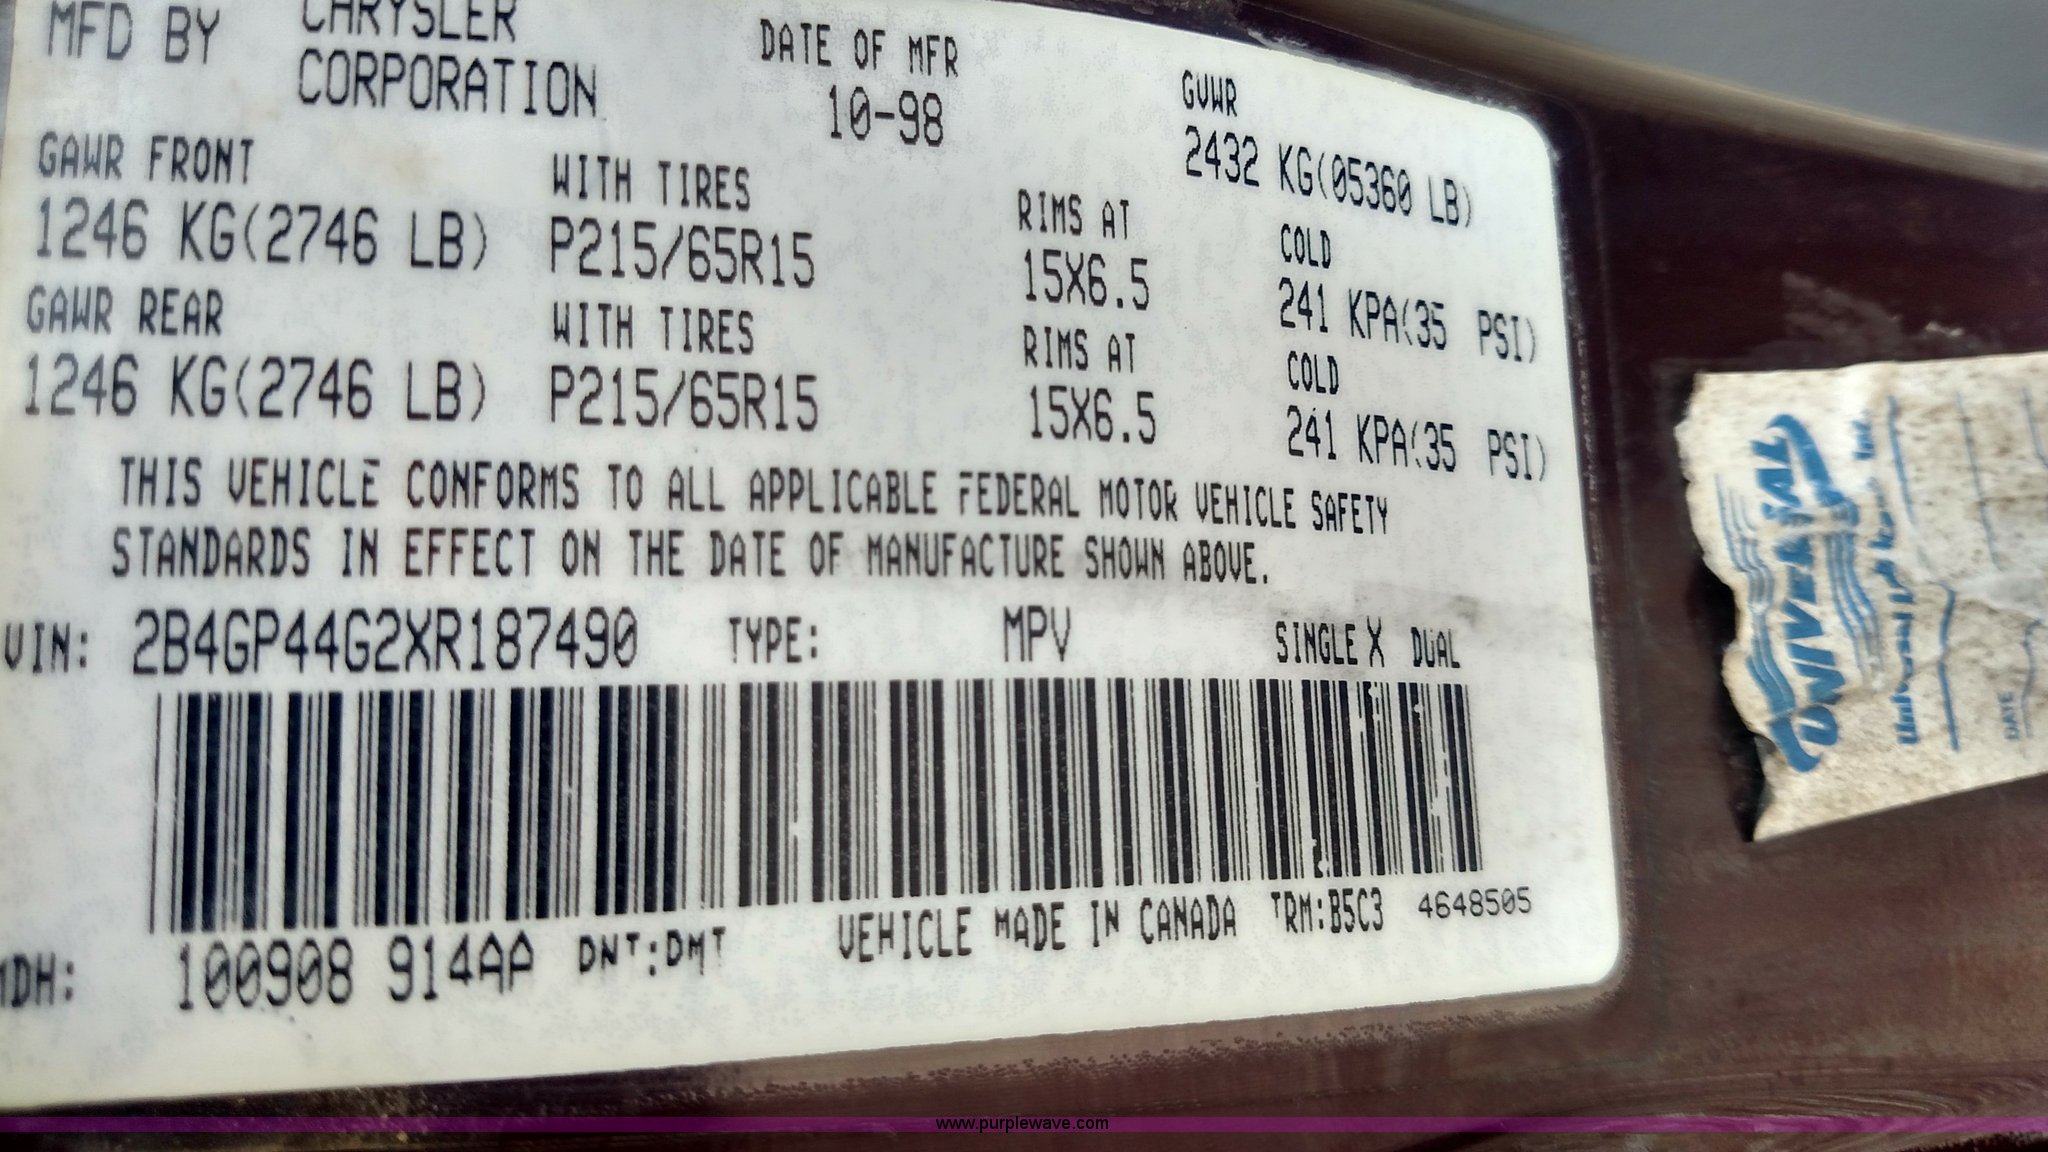 MFD BY CHRYSLER CORPORATION
DATE OF MFR 10-98
GVWR 2432 KG(05360 LB)
GAWR FRONT WITH TIRES RIMS AT COLD
1246 KG(2746 LB) P215/65R15 15X6.5 241 KPA(35 PSI)
GAWR REAR WITH TIRES RIMS AT COLD
1246 KG(2746 LB) P215/65R15 15X6.5 241 KPA(35 PSI)
THIS VEHICLE CONFORMS TO ALL APPLICABLE FEDERAL MOTOR VEHICLE SAFETY
STANDARDS IN EFFECT ON THE DATE OF MANUFACTURE SHOWN ABOVE.
VIN: 2B4GP44G2XR187490 TYPE: MPV SINGLE X DUAL
MDH: 100908 914AA DNT:DMT VEHICLE MADE IN CANADA TRM:B5C3 4648505
UNIVERSAL
Universal
DATE
www.purplewave.com